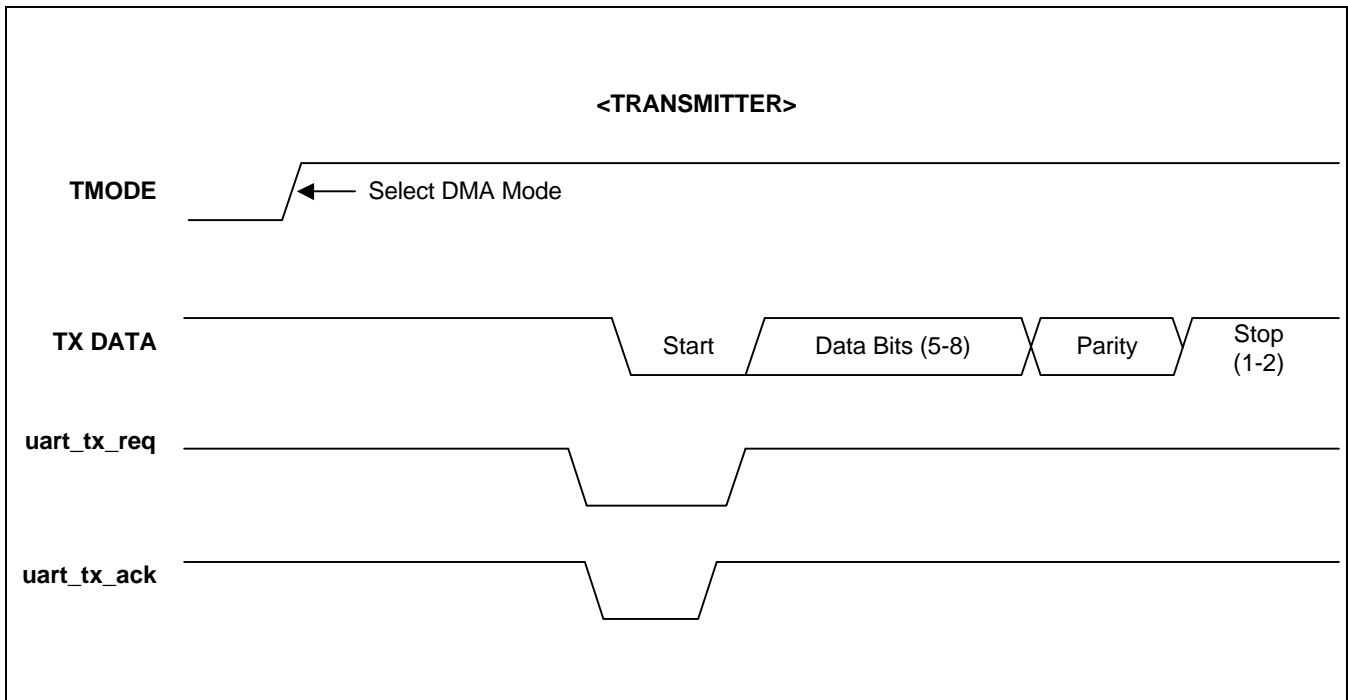 <TRANSMITTER>
TMODE
Select DMA Mode
TX DATA
Start
Data Bits (5-8)
Parity
Stop
(1-2)
uart_tx_req
uart_tx_ack